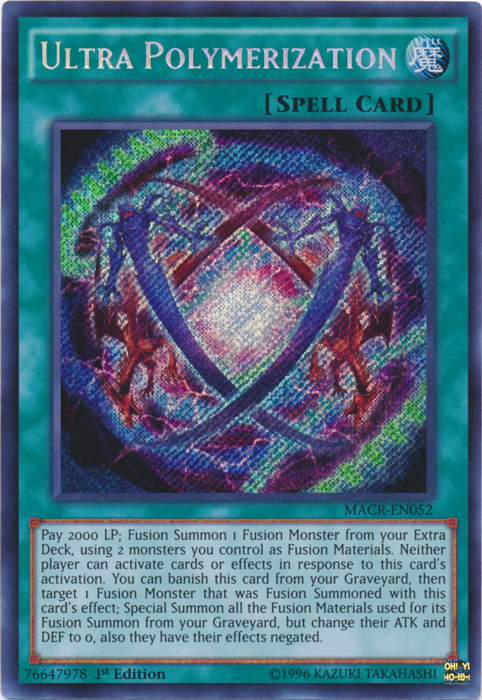 ULTRA POLYMERIZATION
SPELL
魔
[SPELL CARD]
MACR-EN052
Pay 2000 LP; Fusion Summon 1 Fusion Monster from your Extra
Deck, using 2 monsters you control as Fusion Materials. Neither
player can activate cards or effects in response to this card's
activation. You can banish this card from your Graveyard, then
target 1 Fusion Monster that was Fusion Summoned with this
card's effect; Special Summon all the Fusion Materials used for its
Fusion Summon from your Graveyard, but change their ATK and
DEF to 0, also they have their effects negated.
76647978 1st Edition ©1996 KAZUKI TAKAHASHI